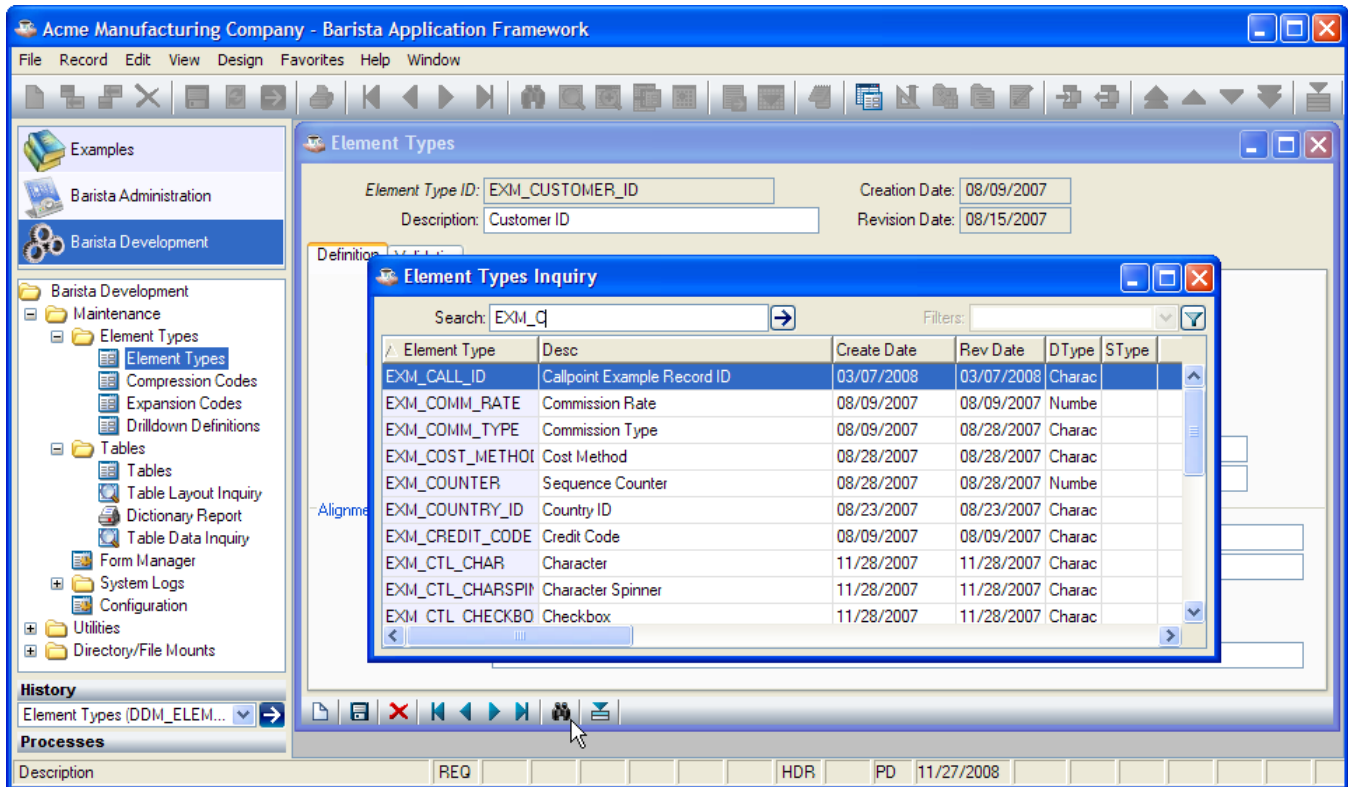 Acme Manufacturing Company - Barista Application Framework
File Record Edit View Design Favorites Help Window
Examples
Barista Administration
Barista Development
Barista Development
Maintenance
Element Types
Element Types
Compression Codes
Expansion Codes
Drilldown Definitions
Tables
Tables
Table Layout Inquiry
Dictionary Report
Table Data Inquiry
Form Manager
System Logs
Configuration
Utilities
Directory/File Mounts
History
Element Types (DDM_ELEM...
Processes
Element Types
Element Type ID: EXM_CUSTOMER_ID Creation Date: 08/09/2007
Description: Customer ID Revision Date: 08/15/2007
Definition
Alignme
Element Types Inquiry
Search: EXM_C Filters:
Element Type Desc Create Date Rev Date DType SType
EXM_CALL_ID Callpoint Example Record ID 03/07/2008 03/07/2008 Charac
EXM_COMM_RATE Commission Rate 08/09/2007 08/09/2007 Numbe
EXM_COMM_TYPE Commission Type 08/09/2007 08/28/2007 Charac
EXM_COST_METHO Cost Method 08/28/2007 08/28/2007 Charac
EXM_COUNTER Sequence Counter 08/28/2007 08/28/2007 Numbe
EXM_COUNTRY_ID Country ID 08/23/2007 08/23/2007 Charac
EXM_CREDIT_CODE Credit Code 08/09/2007 08/09/2007 Charac
EXM_CTL_CHAR Character 11/28/2007 11/28/2007 Charac
EXM_CTL_CHARSPIN Character Spinner 11/28/2007 11/28/2007 Charac
EXM_CTL_CHECKBO Checkbox 11/28/2007 11/28/2007 Charac
Description REQ HDR PD 11/27/2008